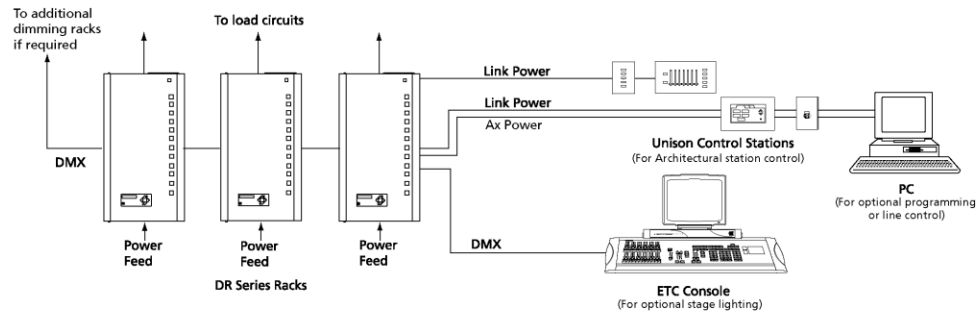 To additional
dimming racks
if required
To load circuits
Link Power
Link Power
Ax Power
Unison Control Stations
(For Architectural station control)
DMX
PC
(For optional programming
or line control)
Power
Feed
Power
Feed
Power
Feed
DMX
DR Series Racks
ETC Console
(For optional stage lighting)